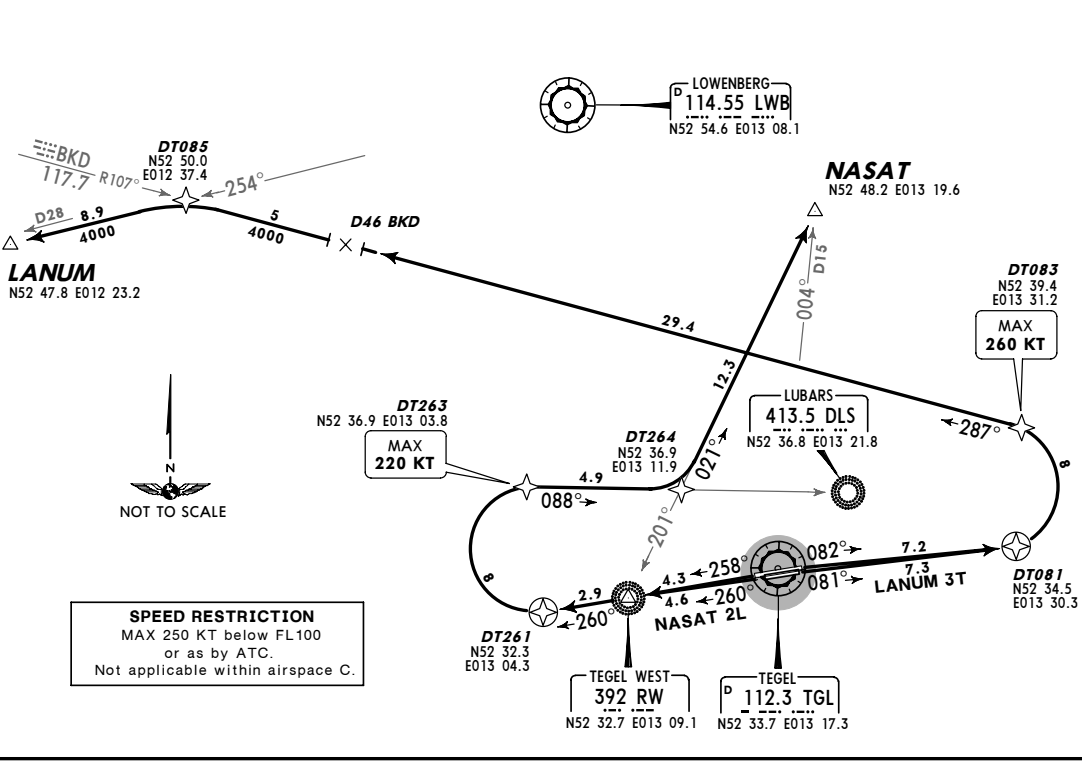 LOWENBERG
D 114.55 LWB
N52 54.6 E013 08.1
BKD
117.7
R107°
DT085
N52 50.0
E012 37.4
254°
D28
8.9
4000
5
4000
D46 BKD
LANUM
N52 47.8 E012 23.2
NASAT
N52 48.2 E013 19.6
D15
004°
29.4
12.3
DT083
N52 39.4
E013 31.2
MAX
260 KT
287°
8
DT263
N52 36.9 E013 03.8
MAX
220 KT
4.9
088°
DT264
N52 36.9
E013 11.9
021°
201°
LUBARS
413.5 DLS
N52 36.8 E013 21.8
N
NOT TO SCALE
8
2.9
260°
4.3
258°
4.6
260°
NASAT 2L
082°
7.2
081°
7.3
LANUM 3T
DT081
N52 34.5
E013 30.3
DT261
N52 32.3
E013 04.3
SPEED RESTRICTION
MAX 250 KT below FL100
or as by ATC.
Not applicable within airspace C.
TEGEL WEST
392 RW
N52 32.7 E013 09.1
TEGEL
D 112.3 TGL
N52 33.7 E013 17.3